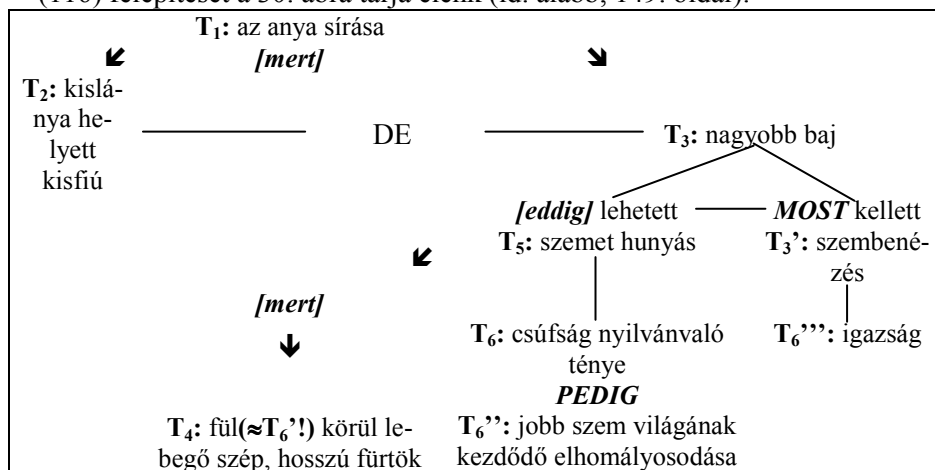 (116) felépítését a 30. ábra tárja elénk (ld. alább, 149. oldal).
T₁: az anya sírása
[mert]
T₂: kislá-
nya he-
lyett
kisfiú
DE
T₃: nagyobb baj
[eddig] lehetett
T₅: szemet hunyás
MOST kellett
T₃’: szembené-
zés
[mert]
T₆: csúfság nyilvánvaló
ténye
PEDIG
T₆’’: jobb szem világának
kezdődő elhomályosodása
T₆’’’: igazság
T₄: fül(≈T₆’!) körül le-
begő szép, hosszú fürtök